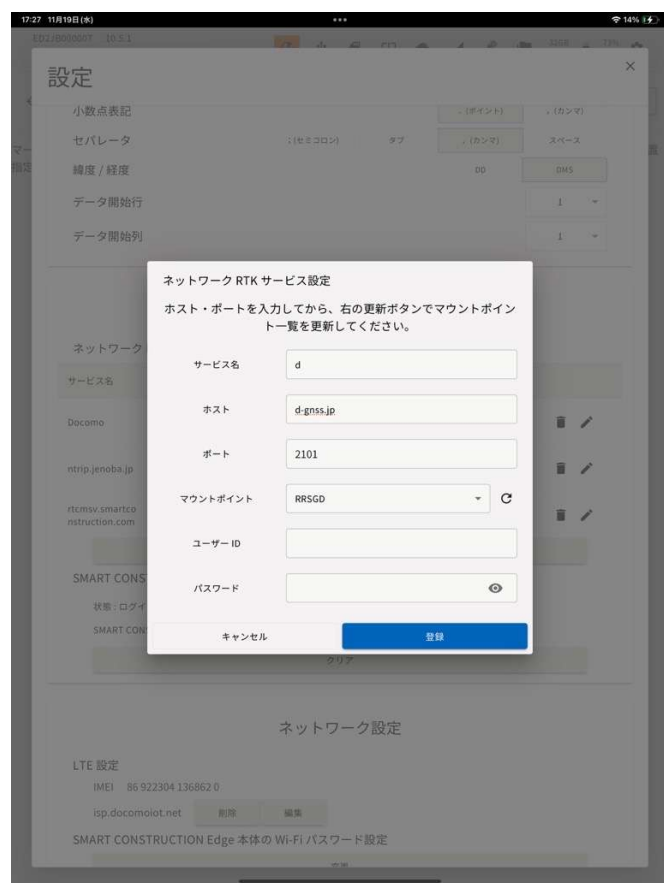 17:27 11月19日(水)
14%
ED2JB000007 10.5.1
設定
小数点表記
. (ポイント)
, (カンマ)
セパレータ
; (セミコロン)
タブ
, (カンマ)
スペース
緯度 / 経度
DD
DMS
データ開始行
1
データ開始列
1
ネットワーク RTK サービス設定
ホスト・ポートを入力してから、右の更新ボタンでマウントポイン
ト一覧を更新してください。
サービス名
d
ホスト
d-gnss.jp
ポート
2101
マウントポイント
RRSGD
ユーザー ID
パスワード
キャンセル
登録
ネットワーク
サービス名
Docomo
ntrip.jenoba.jp
rtcmsv.smartco
nstruction.com
SMART CONS
状態 : ログイ
SMART CON
クリア
ネットワーク設定
LTE 設定
IMEI 86 922304 136862 0
isp.docomoiot.net
削除
編集
SMART CONSTRUCTION Edge 本体の Wi-Fi パスワード設定
変更